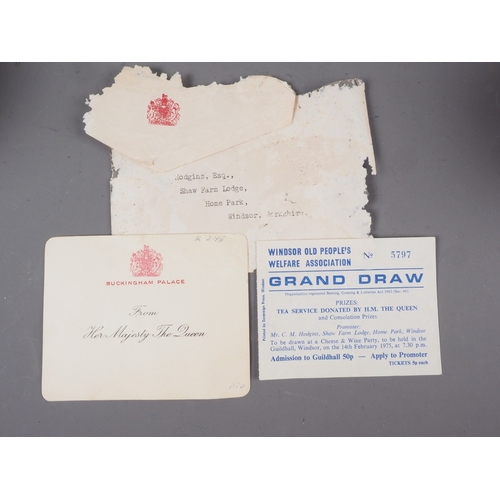 Hodgins, Esq.,
Shaw Farm Lodge,
Home Park,
Windsor, Berkshire.
BUCKINGHAM PALACE
From
Her Majesty The Queen
WINDSOR OLD PEOPLE'S
WELFARE ASSOCIATION
No 5797
GRAND DRAW
PRIZES:
TEA SERVICE DONATED BY H.M. THE QUEEN
and Consolation Prizes
Promoter:
Mr. C. M. Hodgins, Shaw Farm Lodge, Home Park, Windsor
To be drawn at a Cheese & Wine Party, to be held in the
Guildhall, Windsor, on the 14th February 1975, at 7.30 p.m.
Admission to Guildhall 50p — Apply to Promoter
TICKETS 5p each